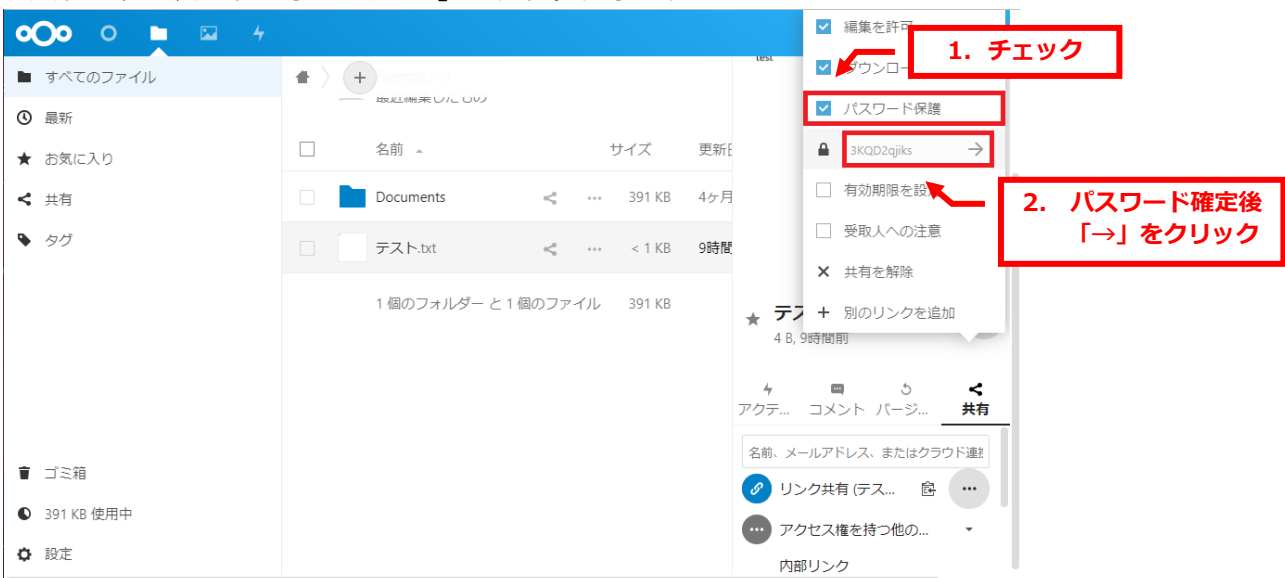 編集を許可
1. チェック
すべてのファイル
test
ダウンロー
最近編集したもの
パスワード保護
最新
名前
サイズ
更新日
3KQD2qjiks
お気に入り
共有
Documents
391 KB
4ヶ月
有効期限を設
2. パスワード確定後
「→」をクリック
受取人への注意
タグ
テスト.txt
< 1 KB
9時間
共有を解除
1 個のフォルダー と 1 個のファイル
391 KB
別のリンクを追加
テス
4 B, 9時間前
アクテ...
コメント
バージ...
共有
名前、メールアドレス、またはクラウド連携
ゴミ箱
リンク共有 (テス...
391 KB 使用中
アクセス権を持つ他の...
設定
内部リンク